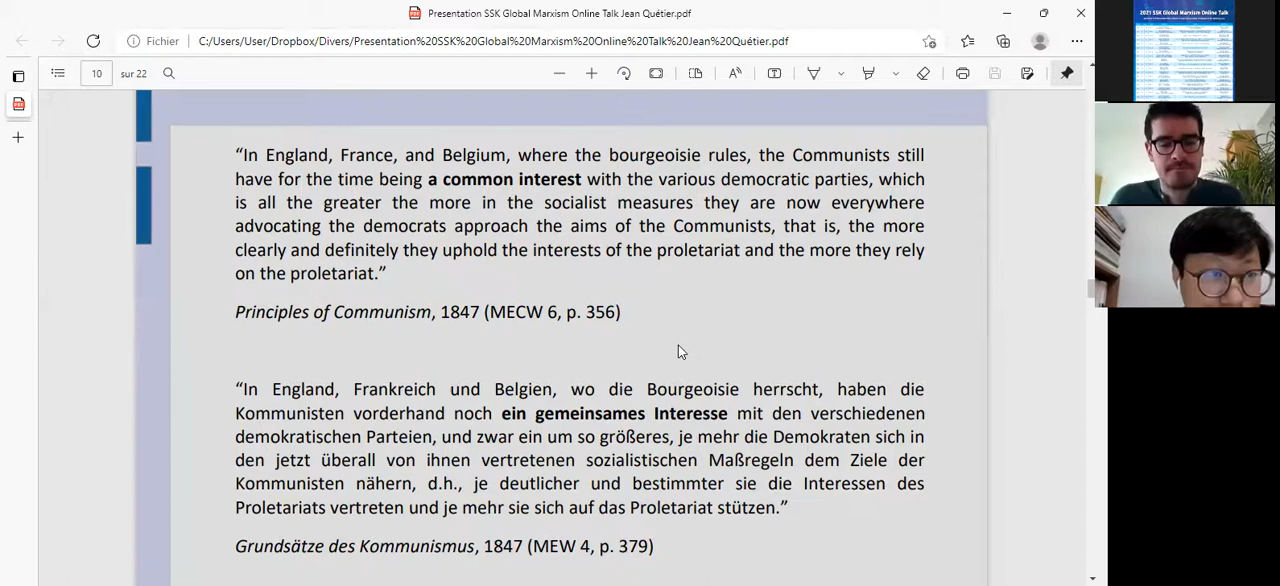 Presentation SSK Global Marxism Online Talk Jean Quétier.pdf
Fichier
C:/Users/User/Dropbox/Divers/Presentation%20SSK%20Global%20Marxism%20Online%20Talk%20Jean%20Quétier.pdf
10 sur 22
2021 SSK Global Marxism Online Talk
“In England, France, and Belgium, where the bourgeoisie rules, the Communists still
have for the time being a common interest with the various democratic parties, which
is all the greater the more in the socialist measures they are now everywhere
advocating the democrats approach the aims of the Communists, that is, the more
clearly and definitely they uphold the interests of the proletariat and the more they rely
on the proletariat.”
Principles of Communism, 1847 (MECW 6, p. 356)
“In England, Frankreich und Belgien, wo die Bourgeoisie herrscht, haben die
Kommunisten vorderhand noch ein gemeinsames Interesse mit den verschiedenen
demokratischen Parteien, und zwar ein um so größeres, je mehr die Demokraten sich in
den jetzt überall von ihnen vertretenen sozialistischen Maßregeln dem Ziele der
Kommunisten nähern, d.h., je deutlicher und bestimmter sie die Interessen des
Proletariats vertreten und je mehr sie sich auf das Proletariat stützen.”
Grundsätze des Kommunismus, 1847 (MEW 4, p. 379)